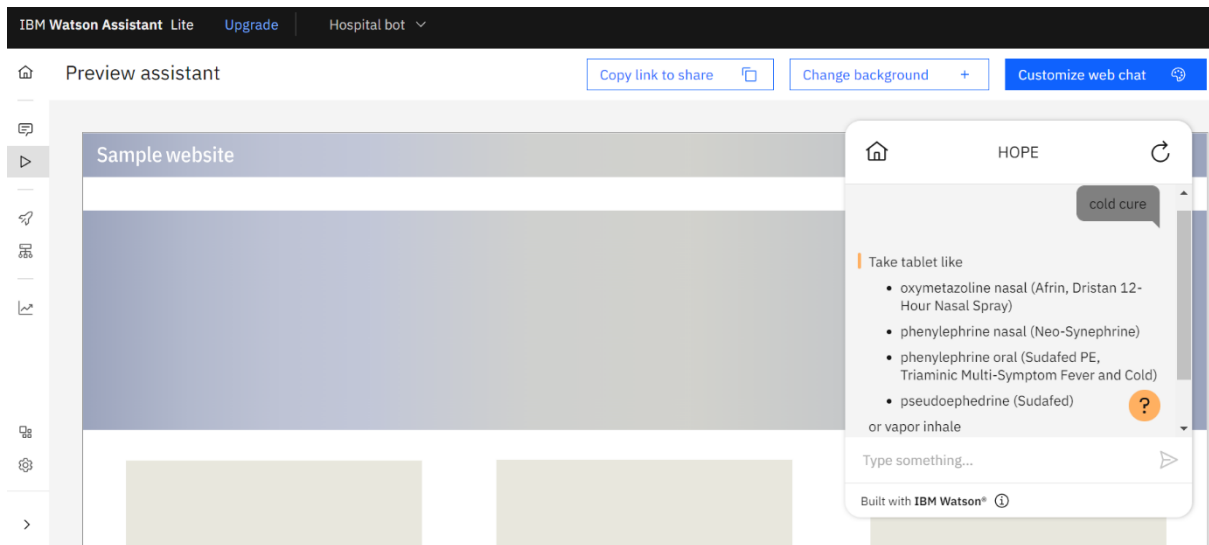 IBM Watson Assistant Lite Upgrade Hospital bot
Preview assistant
Copy link to share
Change background +
Customize web chat
Sample website
HOPE
cold cure
Take tablet like
• oxymetazoline nasal (Afrin, Dristan 12-
Hour Nasal Spray)
• phenylephrine nasal (Neo-Synephrine)
• phenylephrine oral (Sudafed PE,
Triaminic Multi-Symptom Fever and Cold)
• pseudoephedrine (Sudafed)
?
or vapor inhale
Type something...
Built with IBM Watson®